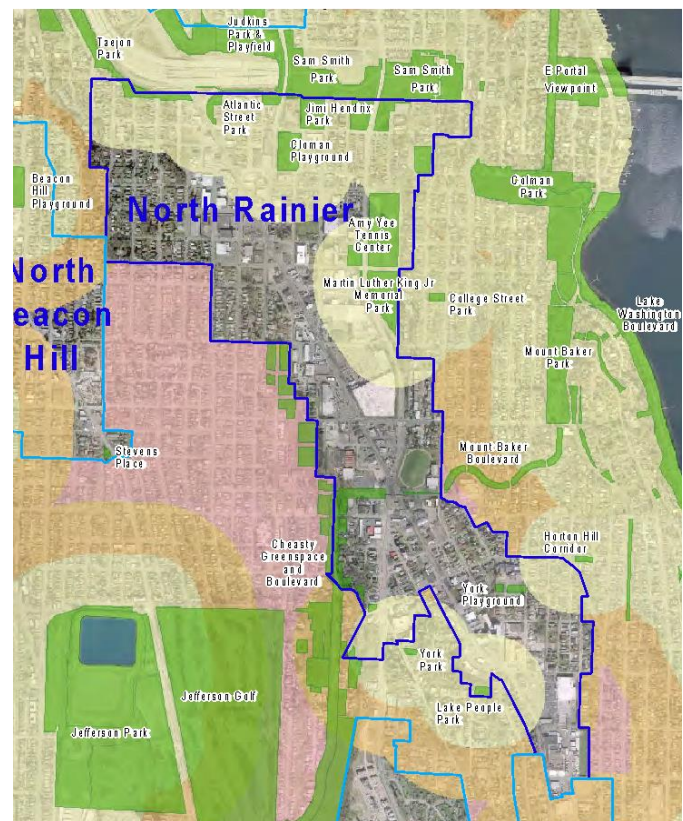 Judkins
Park &
Playfield
Taejon
Park
Sam Smith
Park
Sam Smith
Park
E Portal
Viewpoint
Atlantic
Street
Park
Jimi Hendrix
Park
Cloman
Playground
Beacon
Hill
Playground
Colman
Park
North Rainier
Amy Yee
Tennis
Center
North
eacon
Hill
Martin Luther King Jr
Memorial
Park
College Street
Park
Lake
Washington
Boulevard
Mount Baker
Park
Stevens
Place
Mount Baker
Boulevard
Cheasty
Greenspace
and
Boulevard
Horton Hill
Corridor
York
Playground
York
Park
Jefferson Golf
Lake People
Park
Jefferson Park